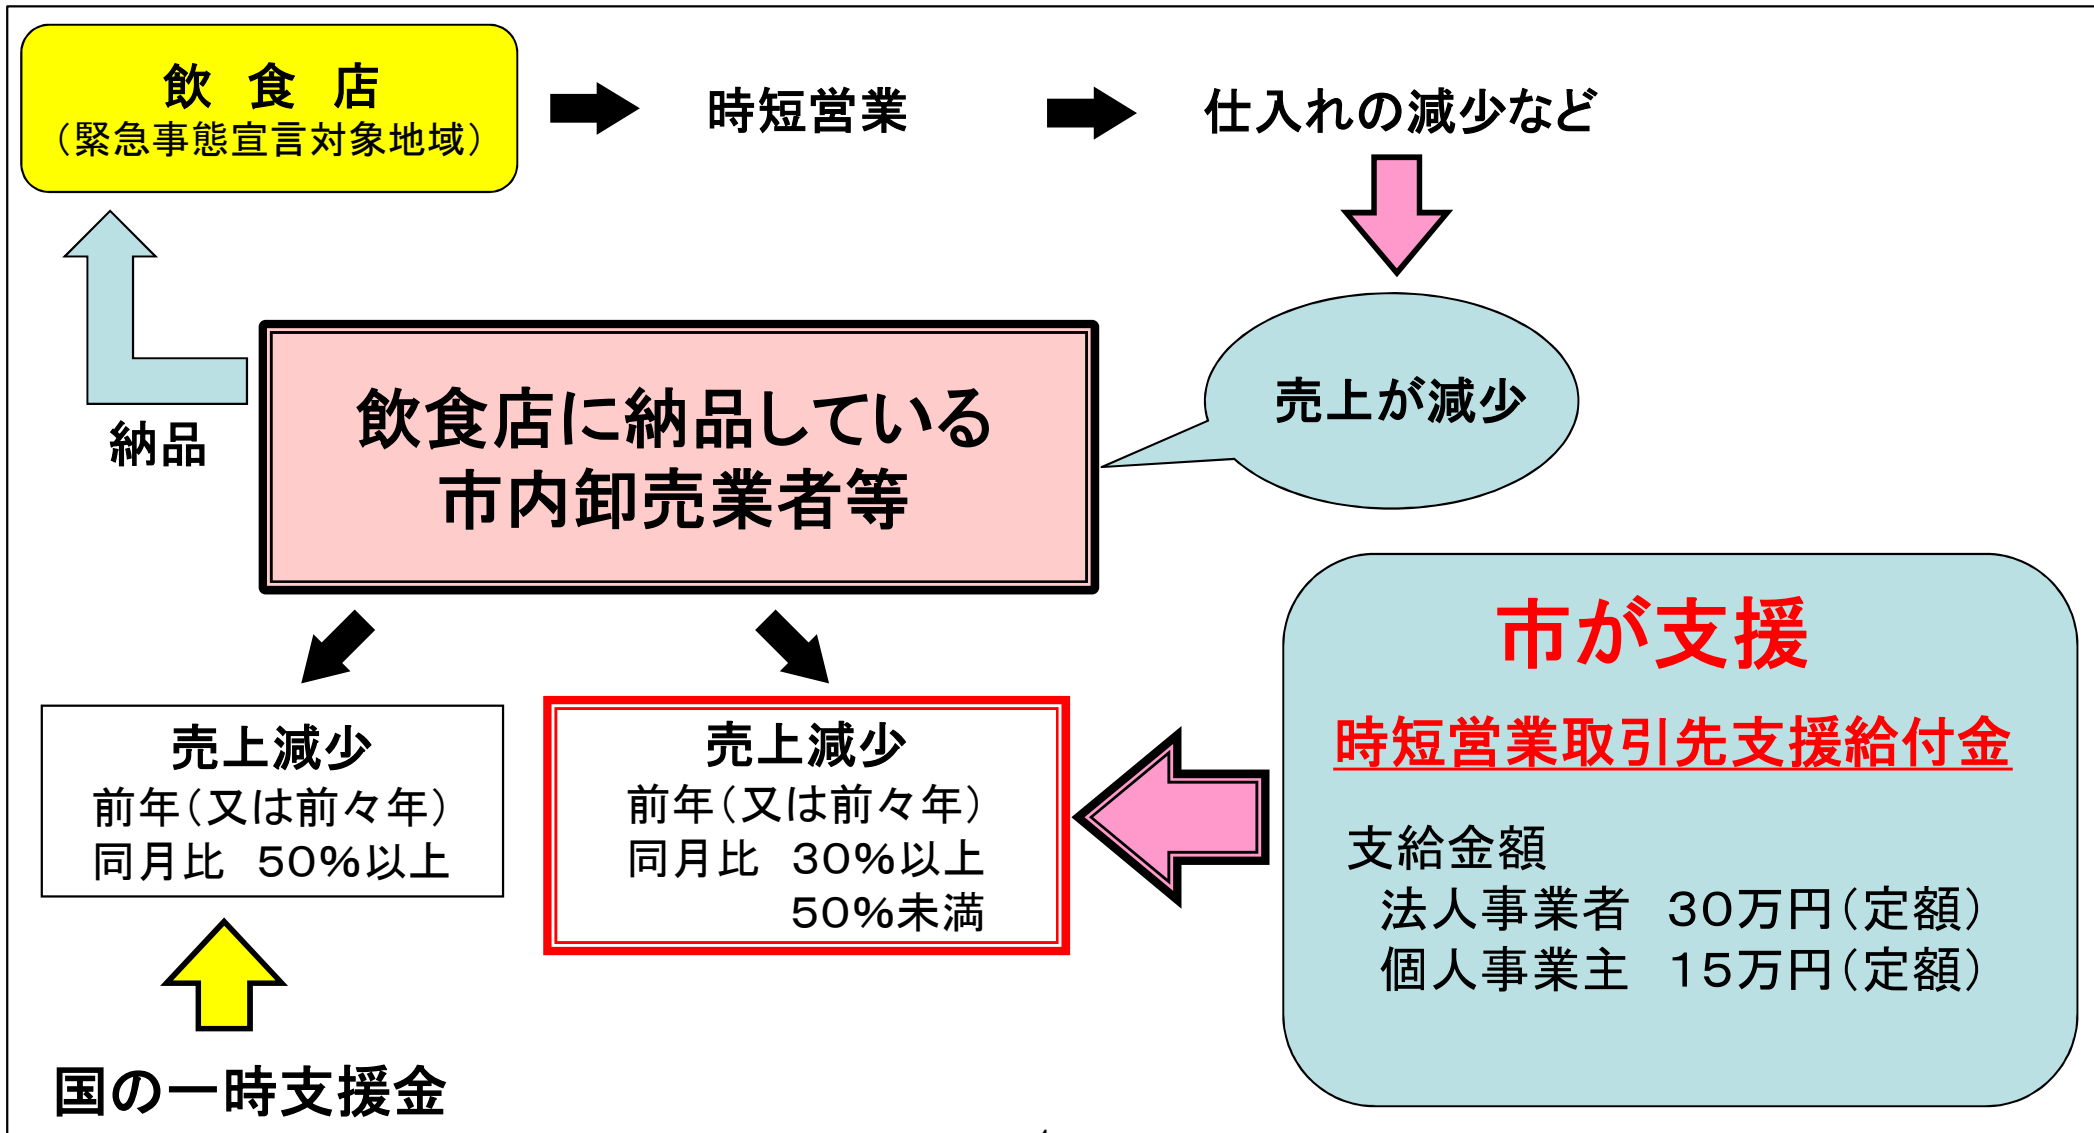 飲　食　店
（緊急事態宣言対象地域）
時短営業
仕入れの減少など
売上が減少
納品
飲食店に納品している
市内卸売業者等
市が支援
時短営業取引先支援給付金
支給金額
法人事業者　３０万円（定額）
個人事業主　１５万円（定額）
売上減少
前年（又は前々年）
同月比　５０％以上
売上減少
前年（又は前々年）
同月比　３０％以上
５０％未満
国の一時支援金